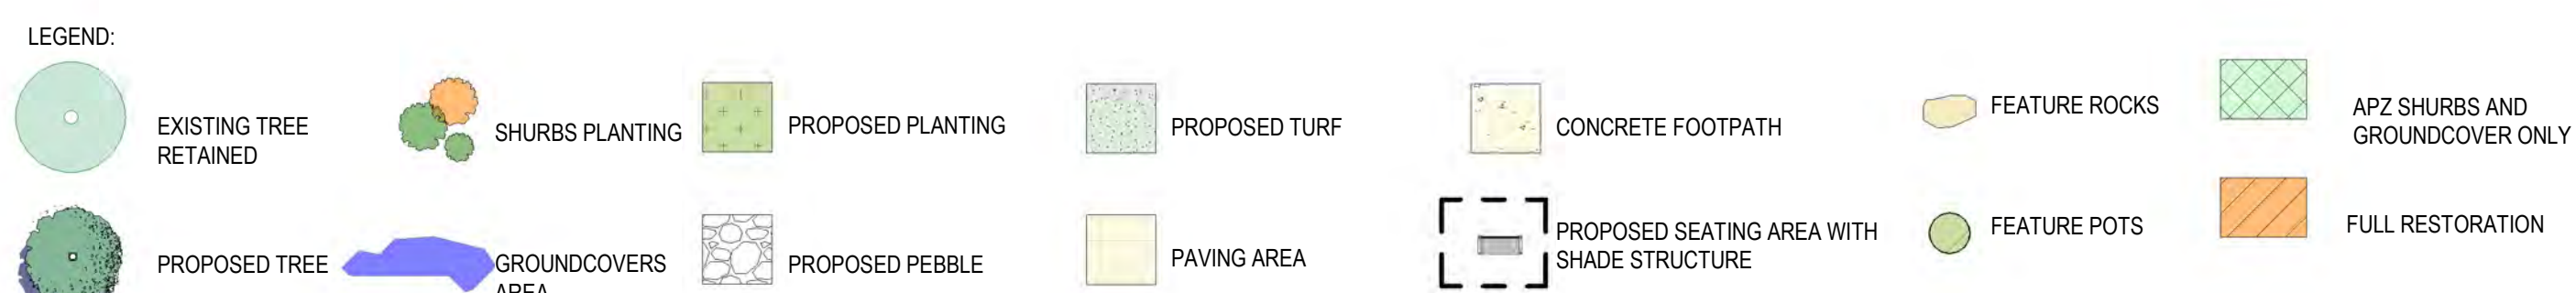 LEGEND:
EXISTING TREE
RETAINED
SHURBS PLANTING
PROPOSED PLANTING
PROPOSED TURF
CONCRETE FOOTPATH
FEATURE ROCKS
APZ SHURBS AND
GROUNDCOVER ONLY
PROPOSED TREE
GROUNDCOVERS
AREA
PROPOSED PEBBLE
PAVING AREA
PROPOSED SEATING AREA WITH
SHADE STRUCTURE
FEATURE POTS
FULL RESTORATION